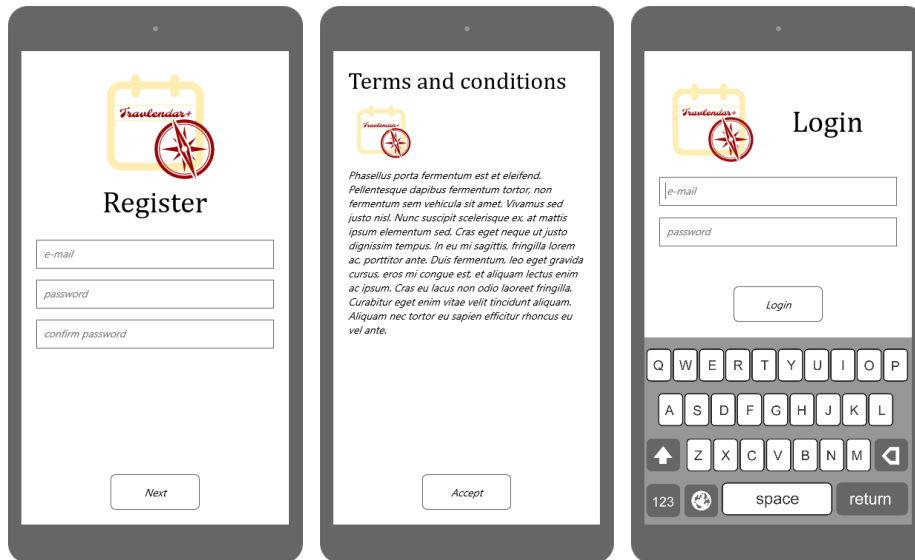 Travlendar+
Register
e-mail
password
confirm password
Next
Terms and conditions
Travlendar+
Phasellus porta fermentum est et eleifend.
Pellentesque dapibus fermentum tortor, non
fermentum sem vehicula sit amet. Vivamus sed
justo nisl. Nunc suscipit scelerisque ex, at mattis
ipsum elementum sed. Cras eget neque ut justo
dignissim tempus. In eu mi sagittis, fringilla lorem
ac, porttitor ante. Duis fermentum, leo eget gravida
cursus, eros mi congue est, et aliquam lectus enim
ac ipsum. Cras eu lacus non odio laoreet fringilla.
Curabitur eget enim vitae velit tincidunt aliquam.
Aliquam nec tortor eu sapien efficitur rhoncus eu
vel ante.
Accept
Travlendar+
Login
e-mail
password
Login
Q W E R T Y U I O P
A S D F G H J K L
Z X C V B N M
123 space return